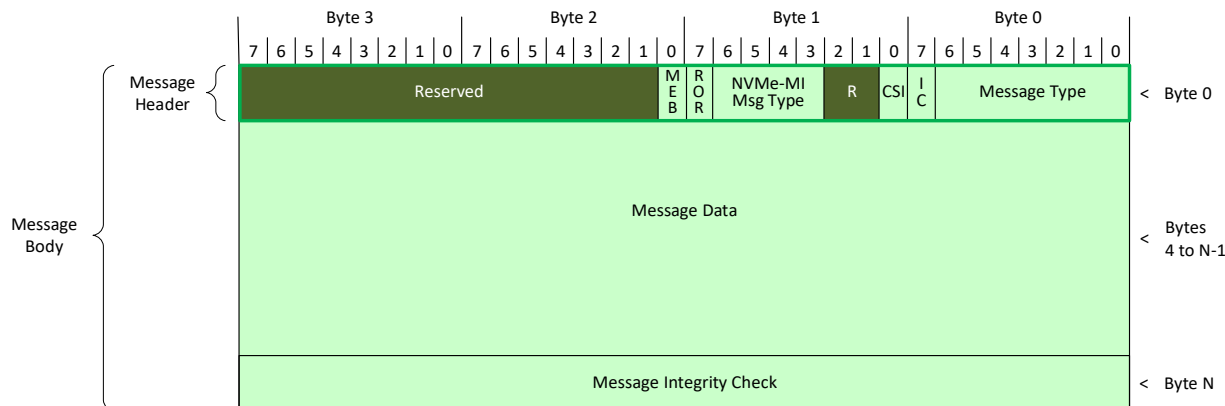 Byte 3 Byte 2 Byte 1 Byte 0
7 6 5 4 3 2 1 0 7 6 5 4 3 2 1 0 7 6 5 4 3 2 1 0 7 6 5 4 3 2 1 0
Message
Header
Reserved
MEB
ROR
NVMe-MI
Msg Type
R
CSI
IC
Message Type
< Byte 0
Message Data
Message
Body
< Bytes
4 to N-1
Message Integrity Check
< Byte N